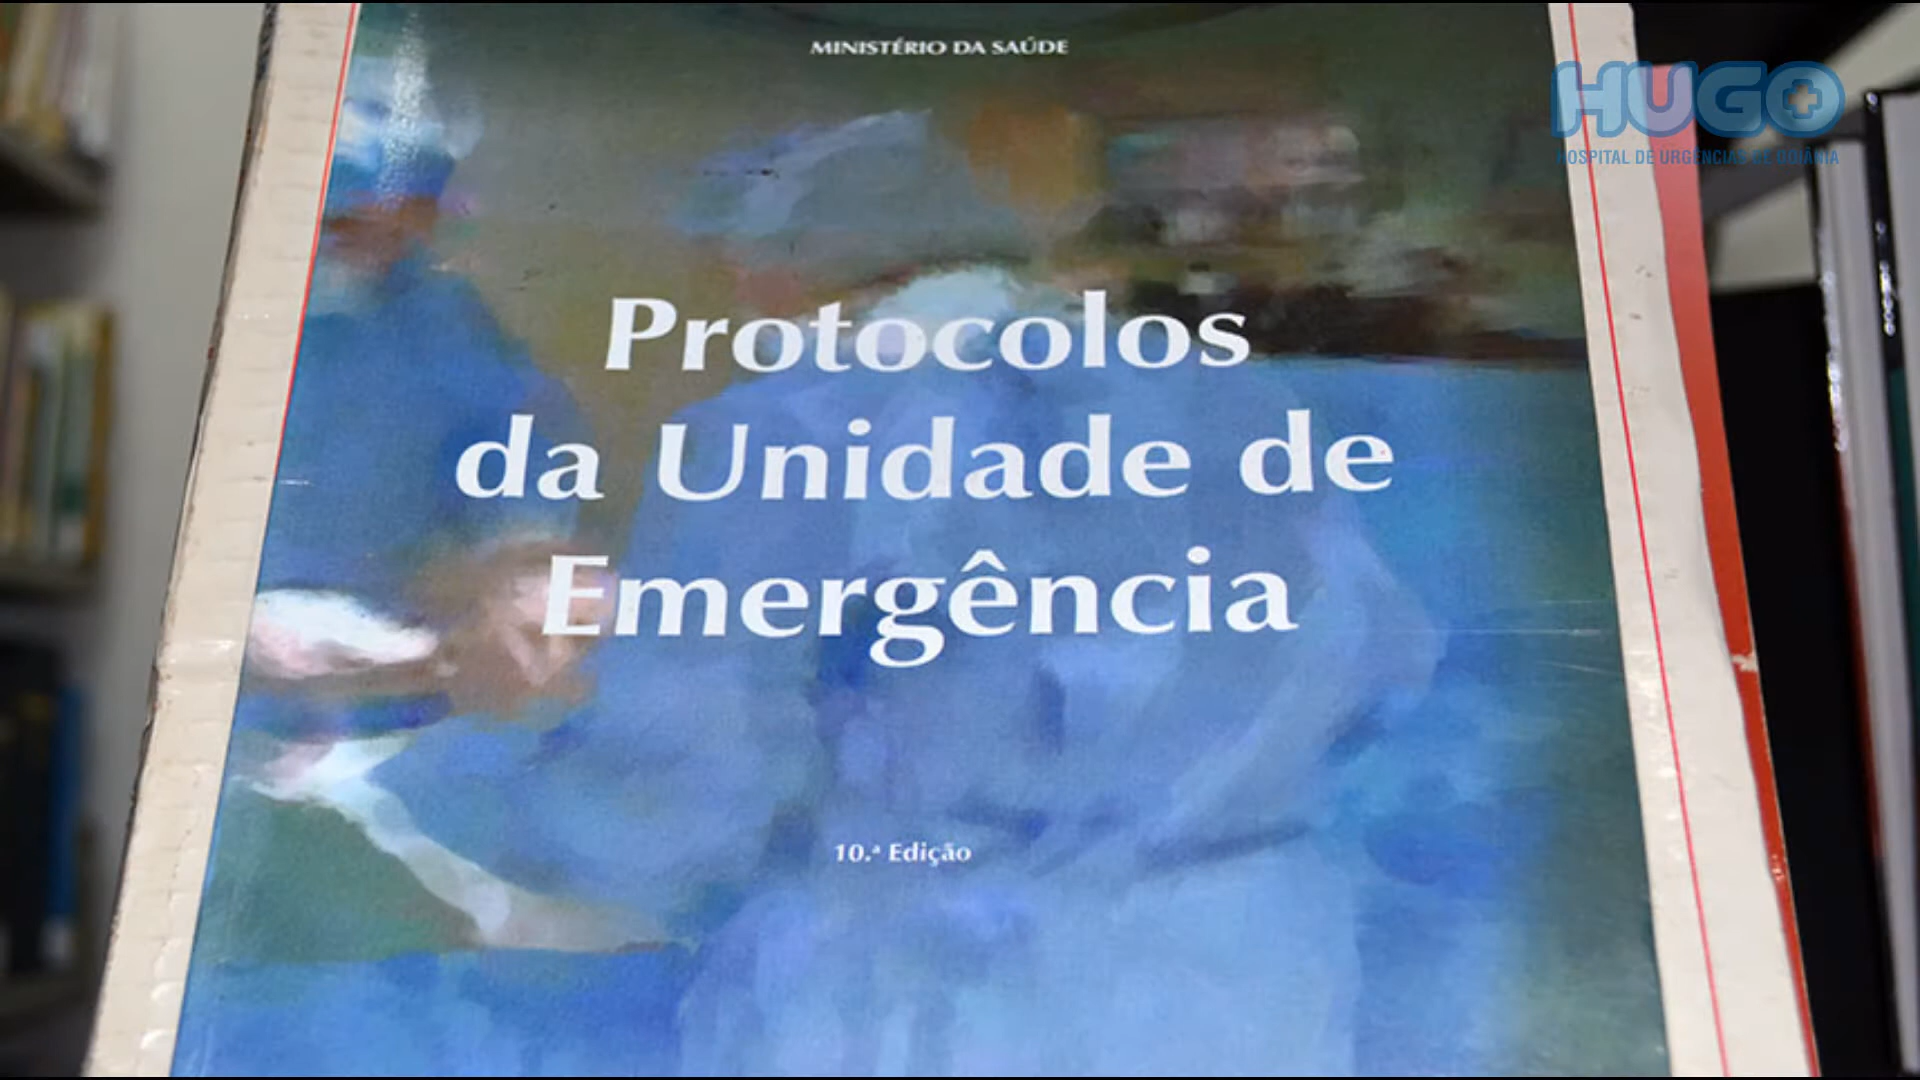 MINISTÉRIO DA SAÚDE
HUGO
HOSPITAL DE URGÊNCIAS DE GOIÂNIA
Protocolos
da Unidade de
Emergência
10.ª Edição